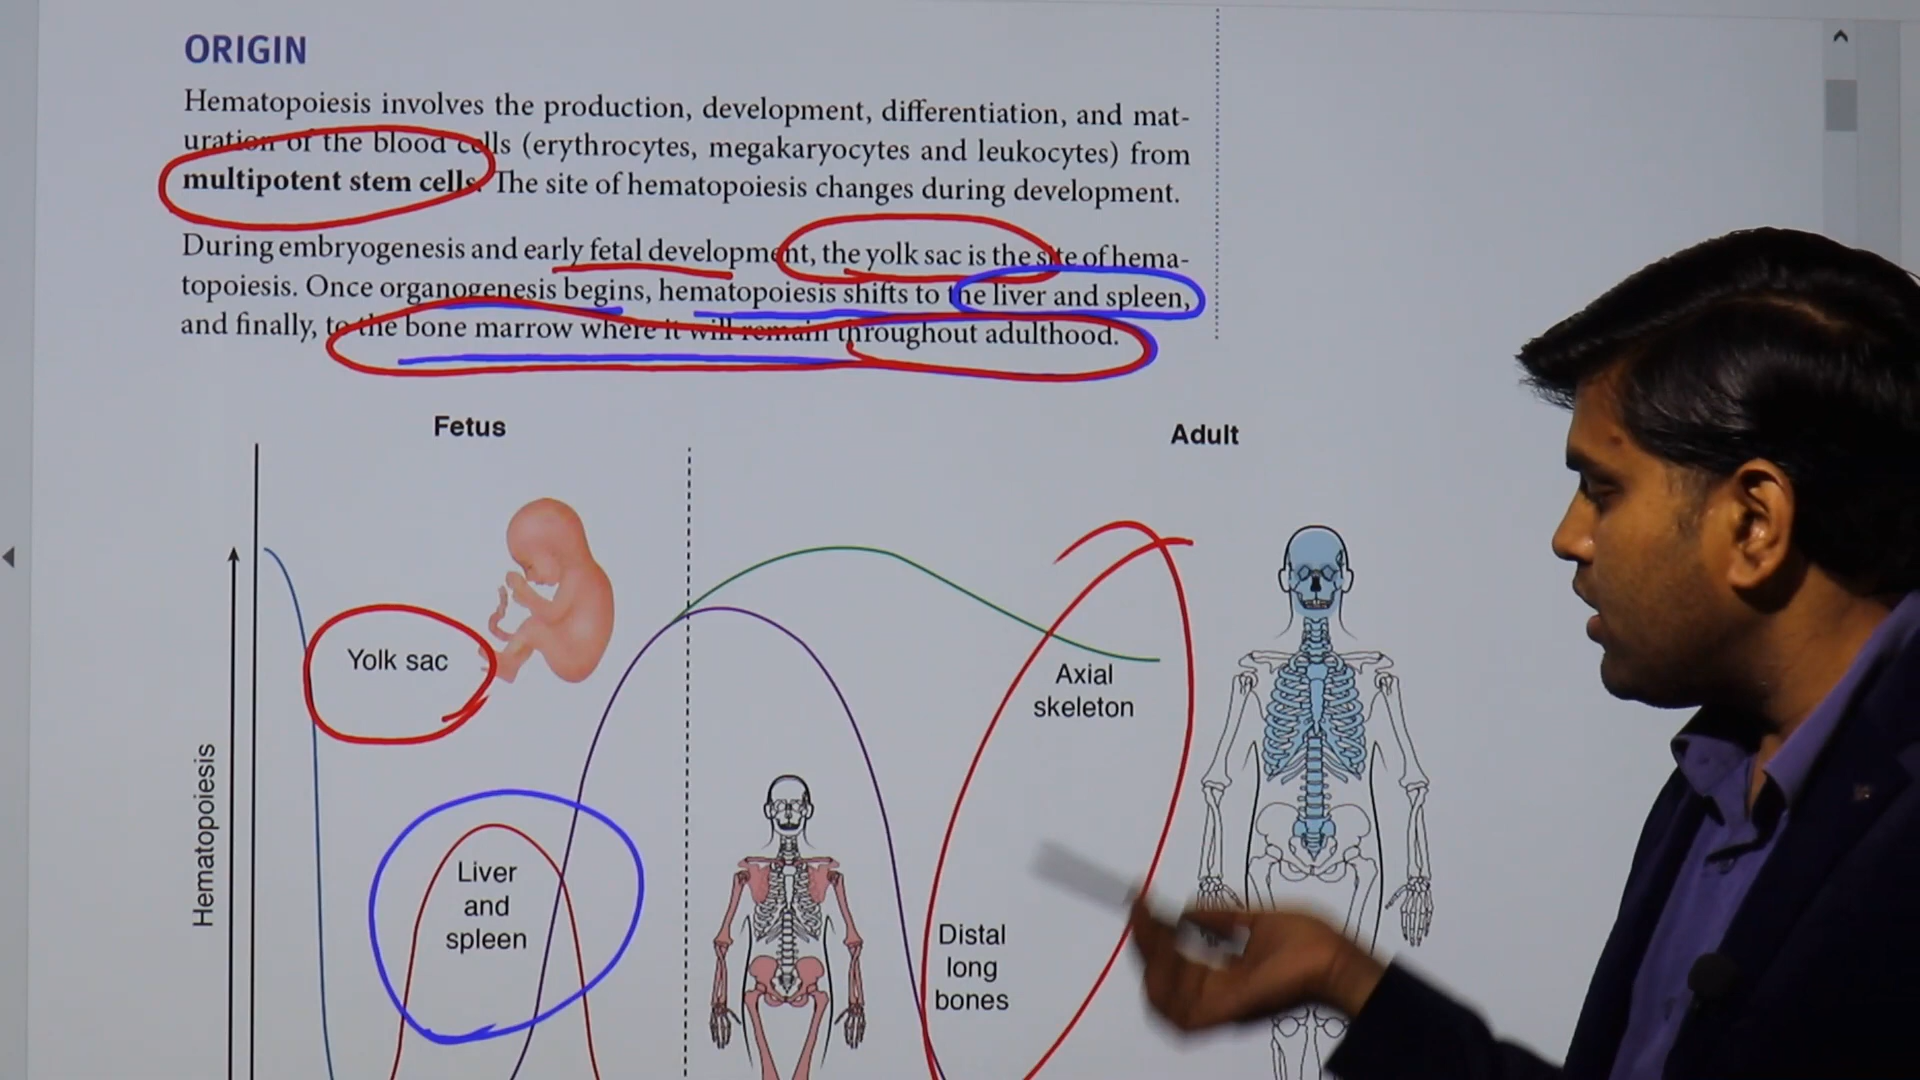 ORIGIN
Hematopoiesis involves the production, development, differentiation, and mat-
uration of the blood cells (erythrocytes, megakaryocytes and leukocytes) from
multipotent stem cells. The site of hematopoiesis changes during development.
During embryogenesis and early fetal development, the yolk sac is the site of hema-
topoiesis. Once organogenesis begins, hematopoiesis shifts to the liver and spleen,
and finally, to the bone marrow where it will remain throughout adulthood.
Fetus
Adult
Yolk sac
Axial
skeleton
Hematopoiesis
Liver
and
spleen
Distal
long
bones